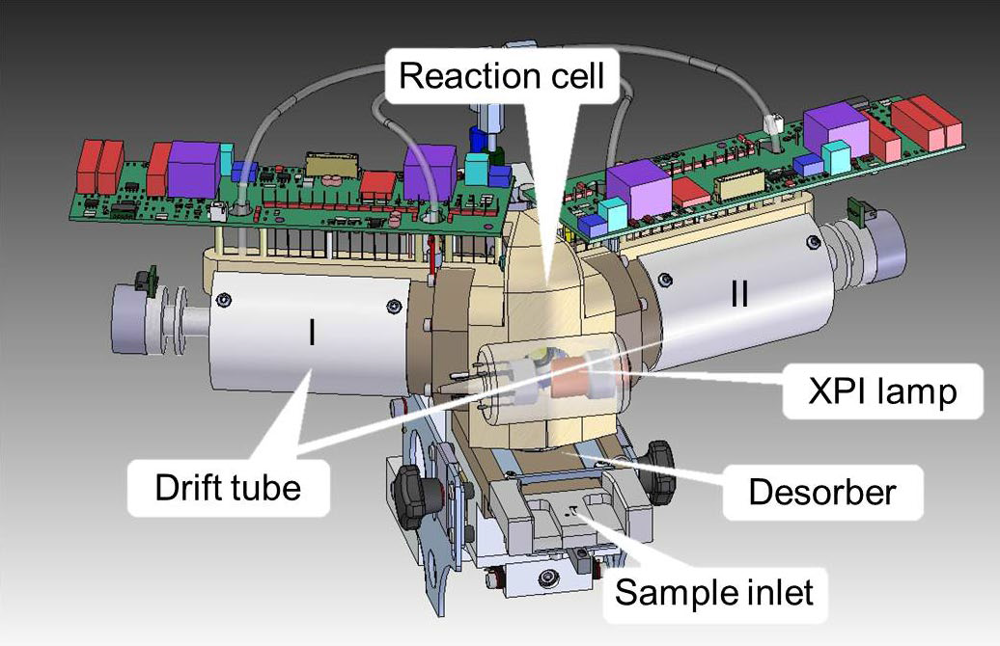 Reaction cell
II
I
XPI lamp
Drift tube
Desorber
Sample inlet